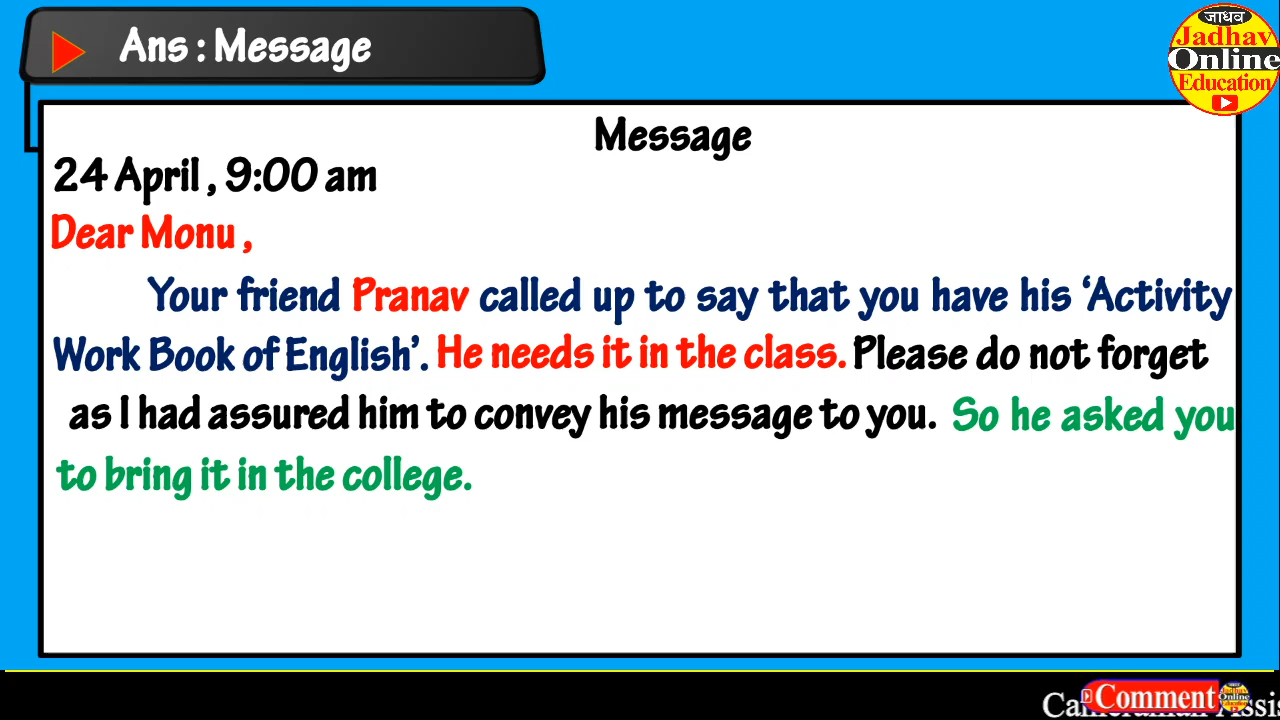 Ans : Message
जाधव
Jadhav
Online
Education
Message
24 April , 9:00 am
Dear Monu ,
Your friend Pranav called up to say that you have his ‘Activity
Work Book of English’. He needs it in the class. Please do not forget
as I had assured him to convey his message to you. So he asked you
to bring it in the college.
Comment